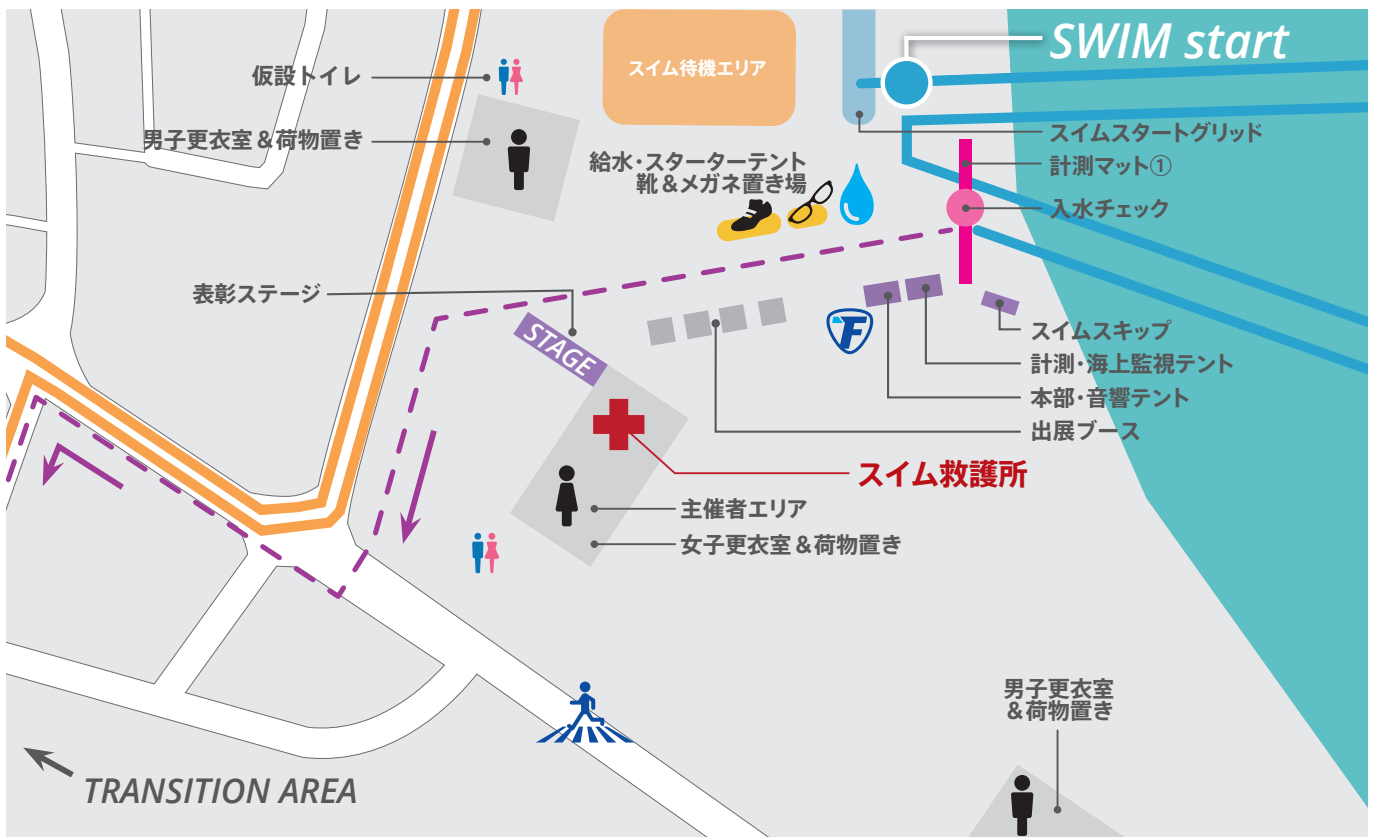 SWIM start
スイム待機エリア
仮設トイレ
男子更衣室&荷物置き
スイムスタートグリッド
計測マット①
入水チェック
給水・スターターテント
靴&メガネ置き場
表彰ステージ
STAGE
F
スイムスキップ
計測・海上監視テント
本部・音響テント
出展ブース
スイム救護所
主催者エリア
女子更衣室&荷物置き
男子更衣室
&荷物置き
TRANSITION AREA